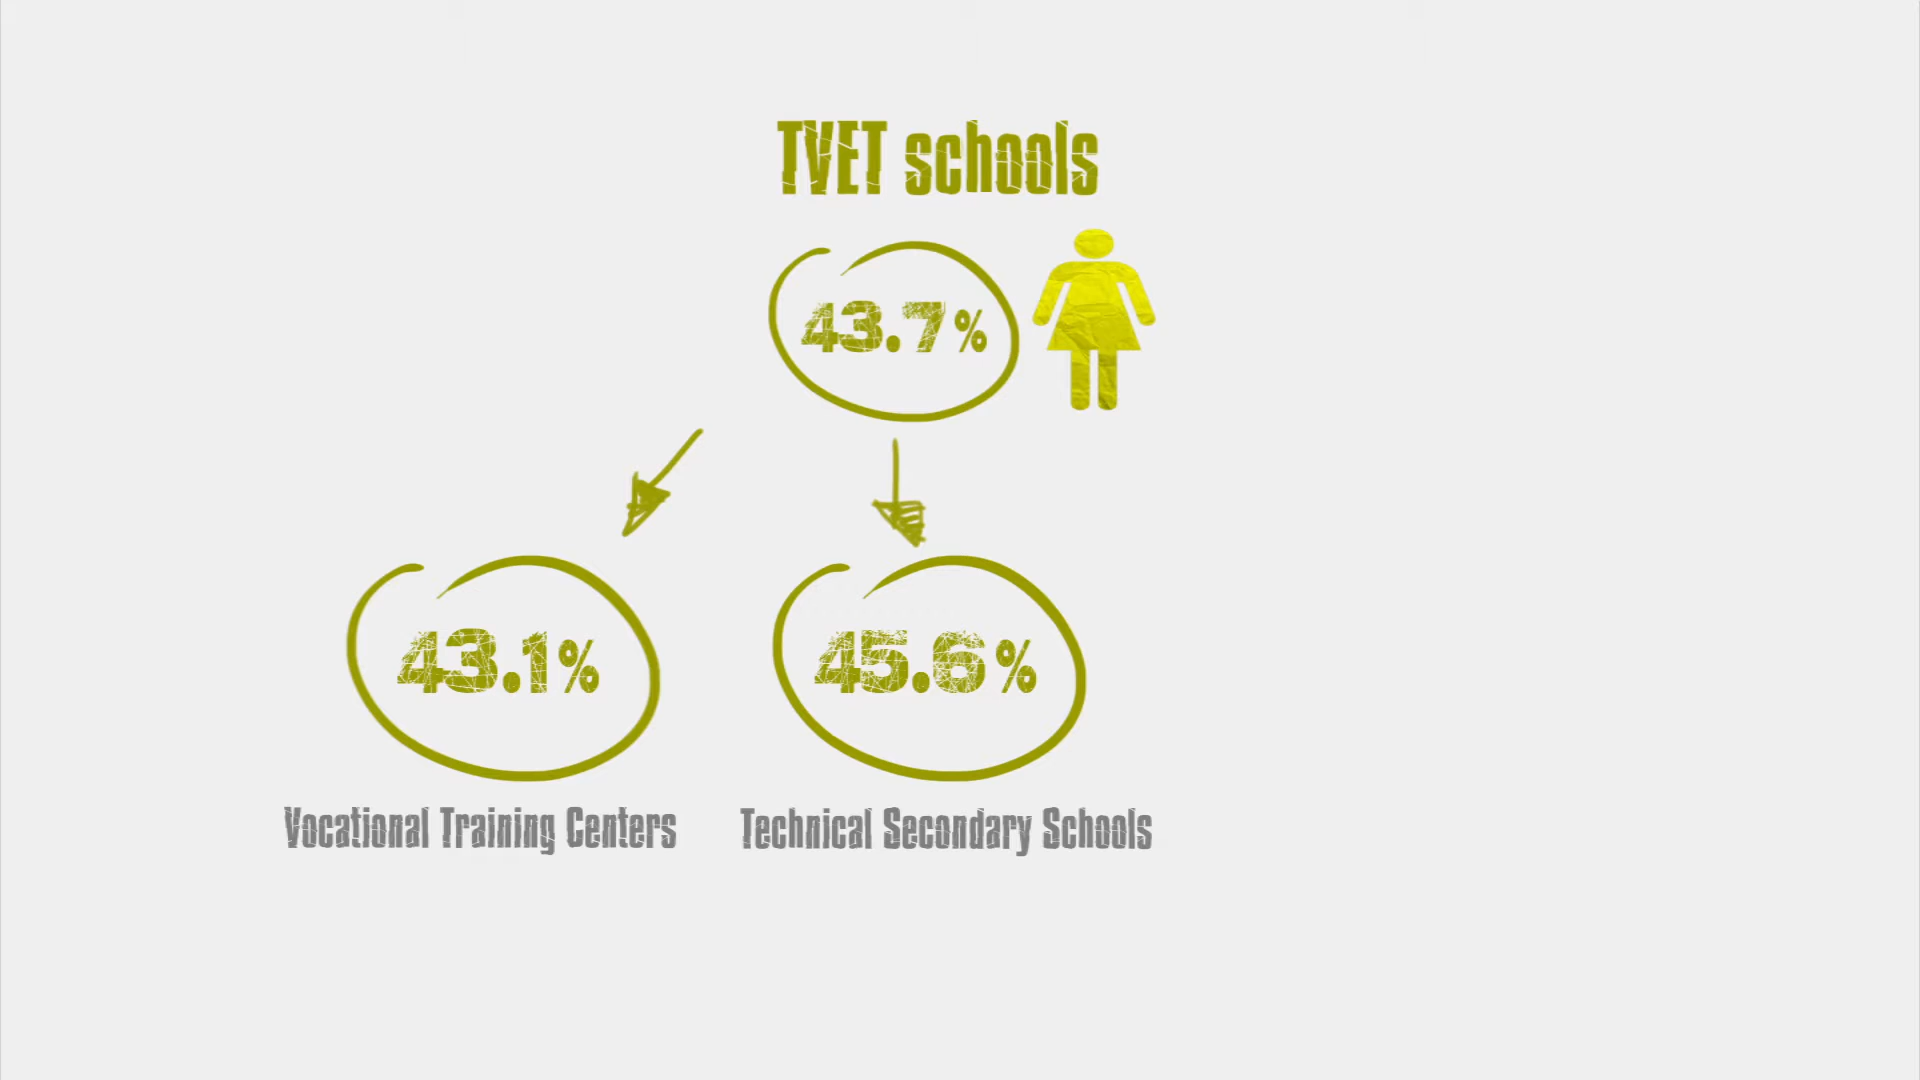 TVET schools
43.7%
43.1%
45.6%
Vocational Training Centers
Technical Secondary Schools